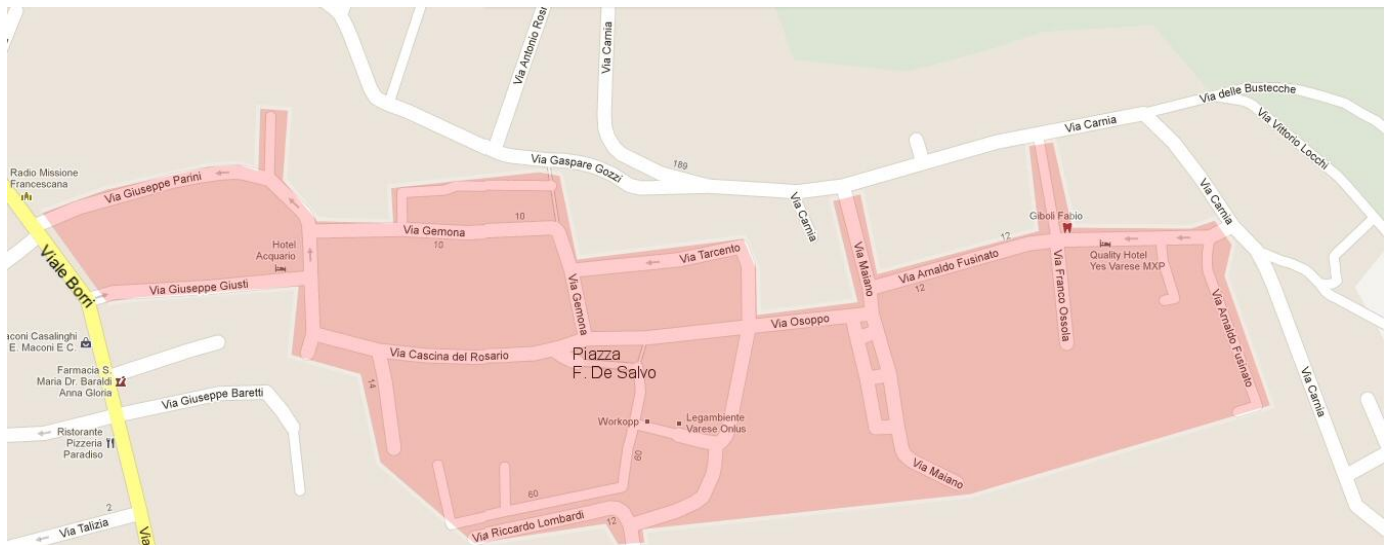 Via Antonio Rosi
Via Carnia
Via delle Bustecche
Via Carnia
Via Vittorio Locchi
Via Gaspare Gozzi
189
Radio Missione
Francescana
Via Giuseppe Parini
Via Carnia
Via Carnia
Giboli Fabio
10
Via Gemona
10
Hotel
Acquario
Via Tarcento
Via Maiano
12
Via Arnaldo Fusinato
12
Quality Hotel
Yes Varese MXP
Viale Borri
Via Giuseppe Giusti
Via Gemona
Via Franco Ossola
Via Arnaldo Fusinato
Via Osoppo
aconi Casalinghi
E. Maconi E C.
Via Cascina del Rosario
Piazza
F. De Salvo
Farmacia S.
Maria Dr. Baraldi
Anna Gloria
14
Via Giuseppe Baretti
Via Carnia
Workopp
Legambiente
Varese Onlus
Ristorante
Pizzeria
Paradiso
60
Via Maiano
60
2
Via Talizia
Via Riccardo Lombardi
12
Via